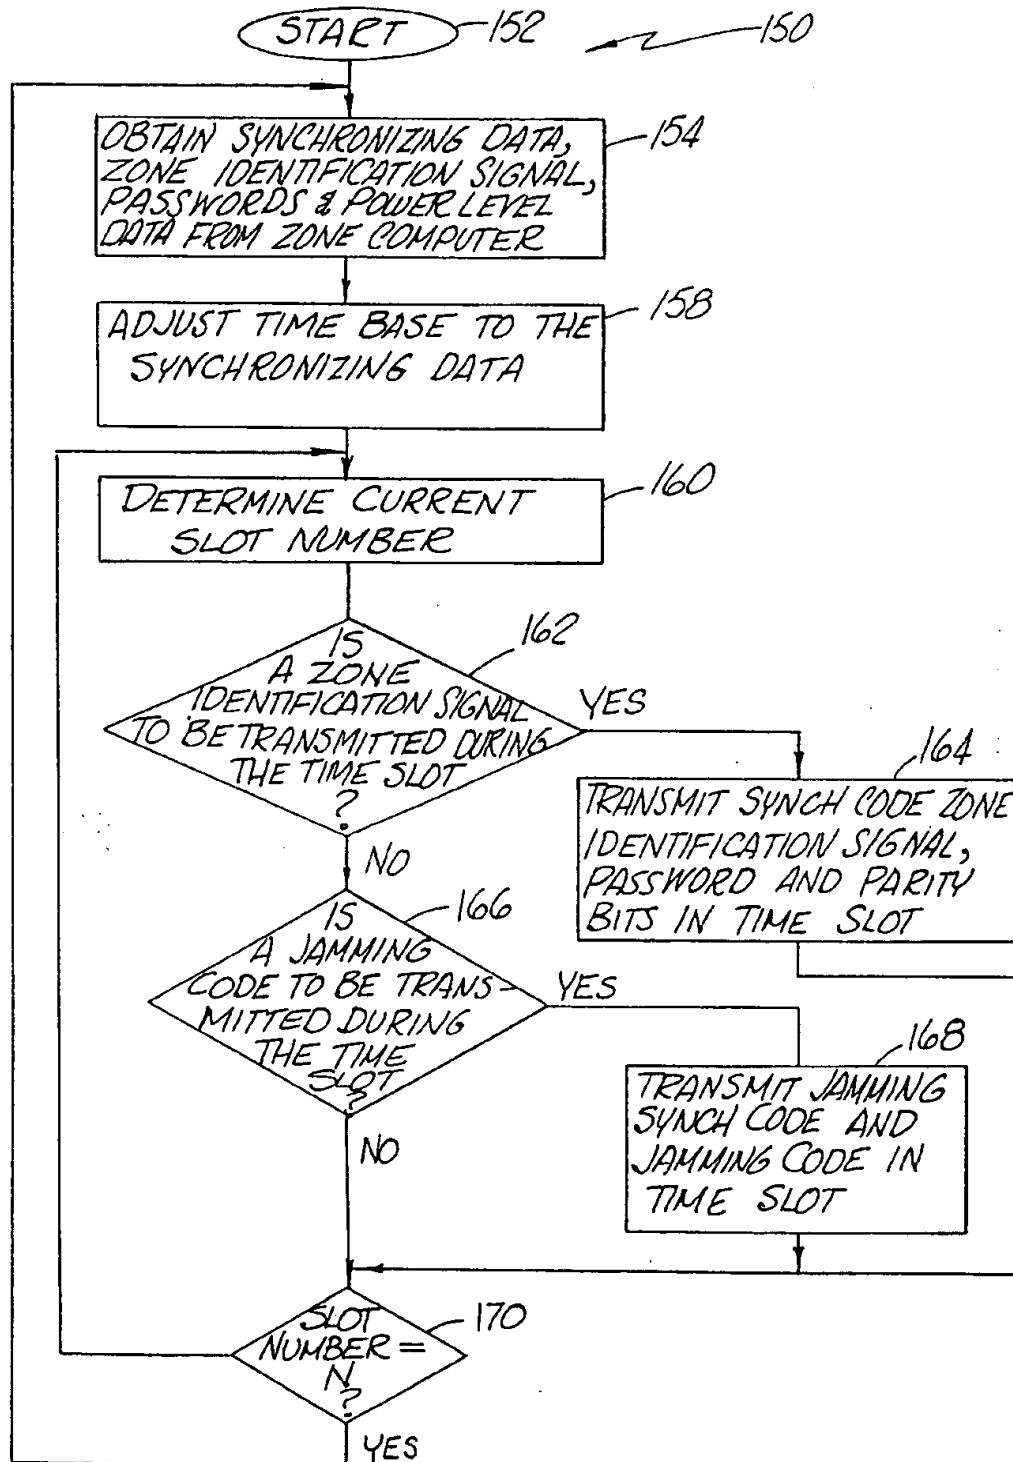 START
152
150
OBTAIN SYNCHRONIZING DATA,
ZONE IDENTIFICATION SIGNAL,
PASSWORDS & POWER LEVEL
DATA FROM ZONE COMPUTER
154
ADJUST TIME BASE TO THE
SYNCHRONIZING DATA
158
DETERMINE CURRENT
SLOT NUMBER
160
IS
A ZONE
IDENTIFICATION SIGNAL
TO BE TRANSMITTED DURING
THE TIME SLOT
?
162
YES
NO
TRANSMIT SYNCH CODE ZONE
IDENTIFICATION SIGNAL,
PASSWORD AND PARITY
BITS IN TIME SLOT
164
IS
A JAMMING
CODE TO BE TRANS-
MITTED DURING
THE TIME
SLOT
?
166
YES
NO
TRANSMIT JAMMING
SYNCH CODE AND
JAMMING CODE IN
TIME SLOT
168
SLOT
NUMBER =
N
?
170
YES